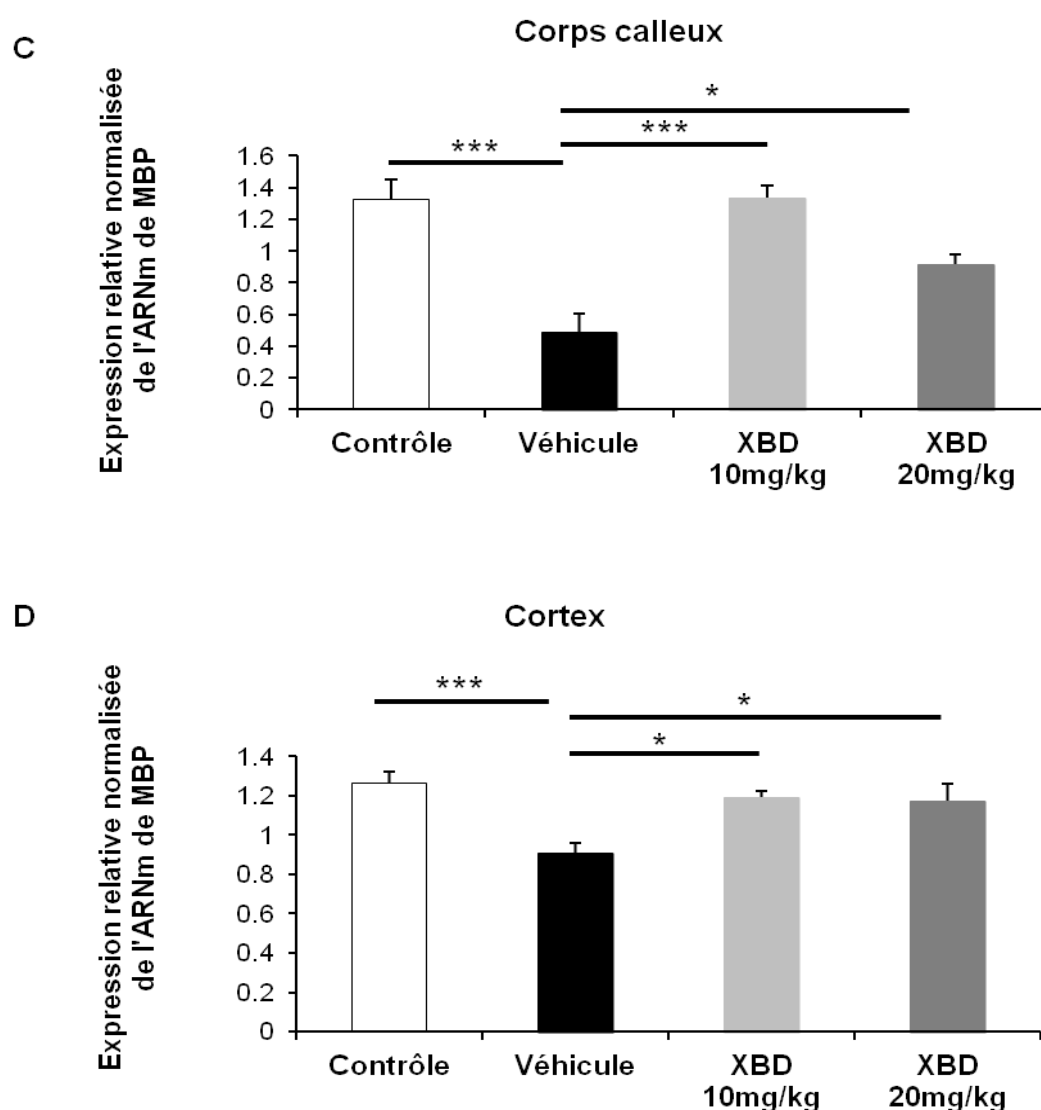 C
Corps calleux
Expression relative normalisée
de l'ARNm de MBP
*
***
***
1.6
1.4
1.2
1
0.8
0.6
0.4
0.2
0
Contrôle
Véhicule
XBD
10mg/kg
XBD
20mg/kg
D
Cortex
Expression relative normalisée
de l'ARNm de MBP
***
*
*
1.4
1.2
1
0.8
0.6
0.4
0.2
0
Contrôle
Véhicule
XBD
10mg/kg
XBD
20mg/kg